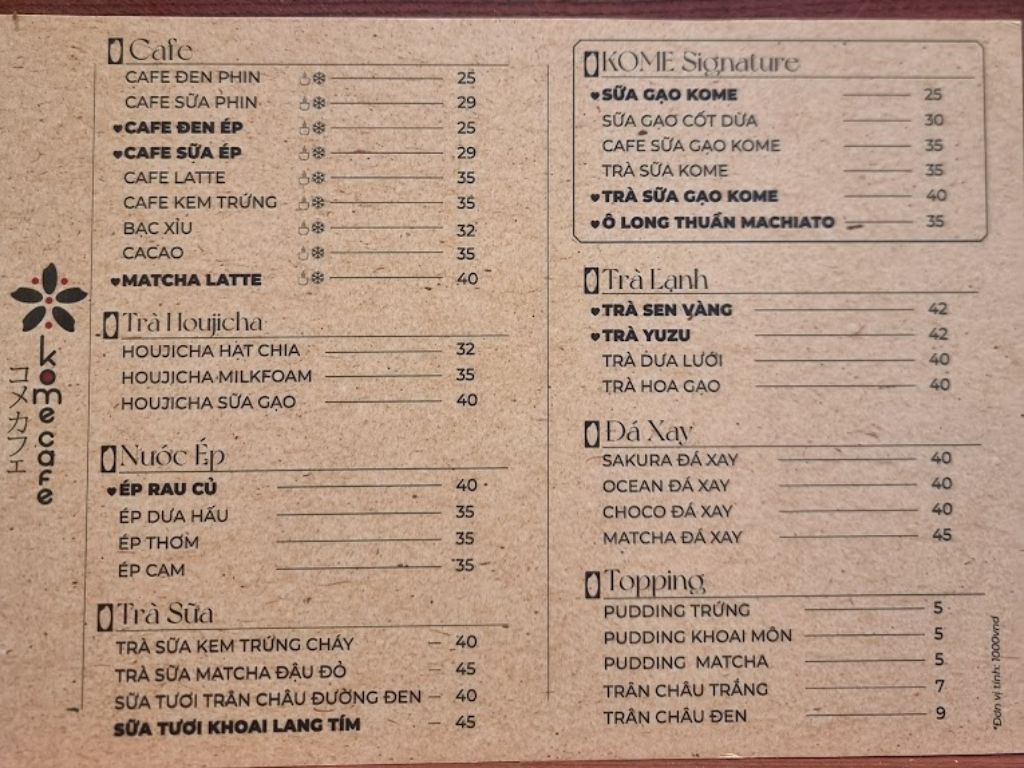 Cafe
CAFE ĐEN PHIN 25
CAFE SỮA PHIN 29
CAFE ĐEN ÉP 25
CAFE SỮA ÉP 29
CAFE LATTE 35
CAFE KEM TRỨNG 35
BẠC XỈU 32
CACAO 35
MATCHA LATTE 40
Trà Houjicha
HOUJICHA HẠT CHIA 32
HOUJICHA MILKFOAM 35
HOUJICHA SỮA GẠO 40
Nước Ép
ÉP RAU CỦ 40
ÉP DƯA HẤU 35
ÉP THƠM 35
ÉP CAM 35
Trà Sữa
TRÀ SỮA KEM TRỨNG CHÁY 40
TRÀ SỮA MATCHA ĐẬU ĐỎ 45
SỮA TƯƠI TRÂN CHÂU ĐƯỜNG ĐEN 40
SỮA TƯƠI KHOAI LANG TÍM 45
KOME Signature
SỮA GẠO KOME 25
SỮA GẠO CỐT DỪA 30
CAFE SỮA GẠO KOME 35
TRÀ SỮA KOME 35
TRÀ SỮA GẠO KOME 40
Ô LONG THUẦN MACHIATO 35
Trà Lạnh
TRÀ SEN VÀNG 42
TRÀ YUZU 42
TRÀ DƯA LƯỚI 40
TRÀ HOA GẠO 40
Đá Xay
SAKURA ĐÁ XAY 40
OCEAN ĐÁ XAY 40
CHOCO ĐÁ XAY 40
MATCHA ĐÁ XAY 45
Topping
PUDDING TRỨNG 5
PUDDING KHOAI MÔN 5
PUDDING MATCHA 5
TRÂN CHÂU TRẮNG 7
TRÂN CHÂU ĐEN 9
*Đơn vị tính: 1000vnd
kome cafe
コメカフェ